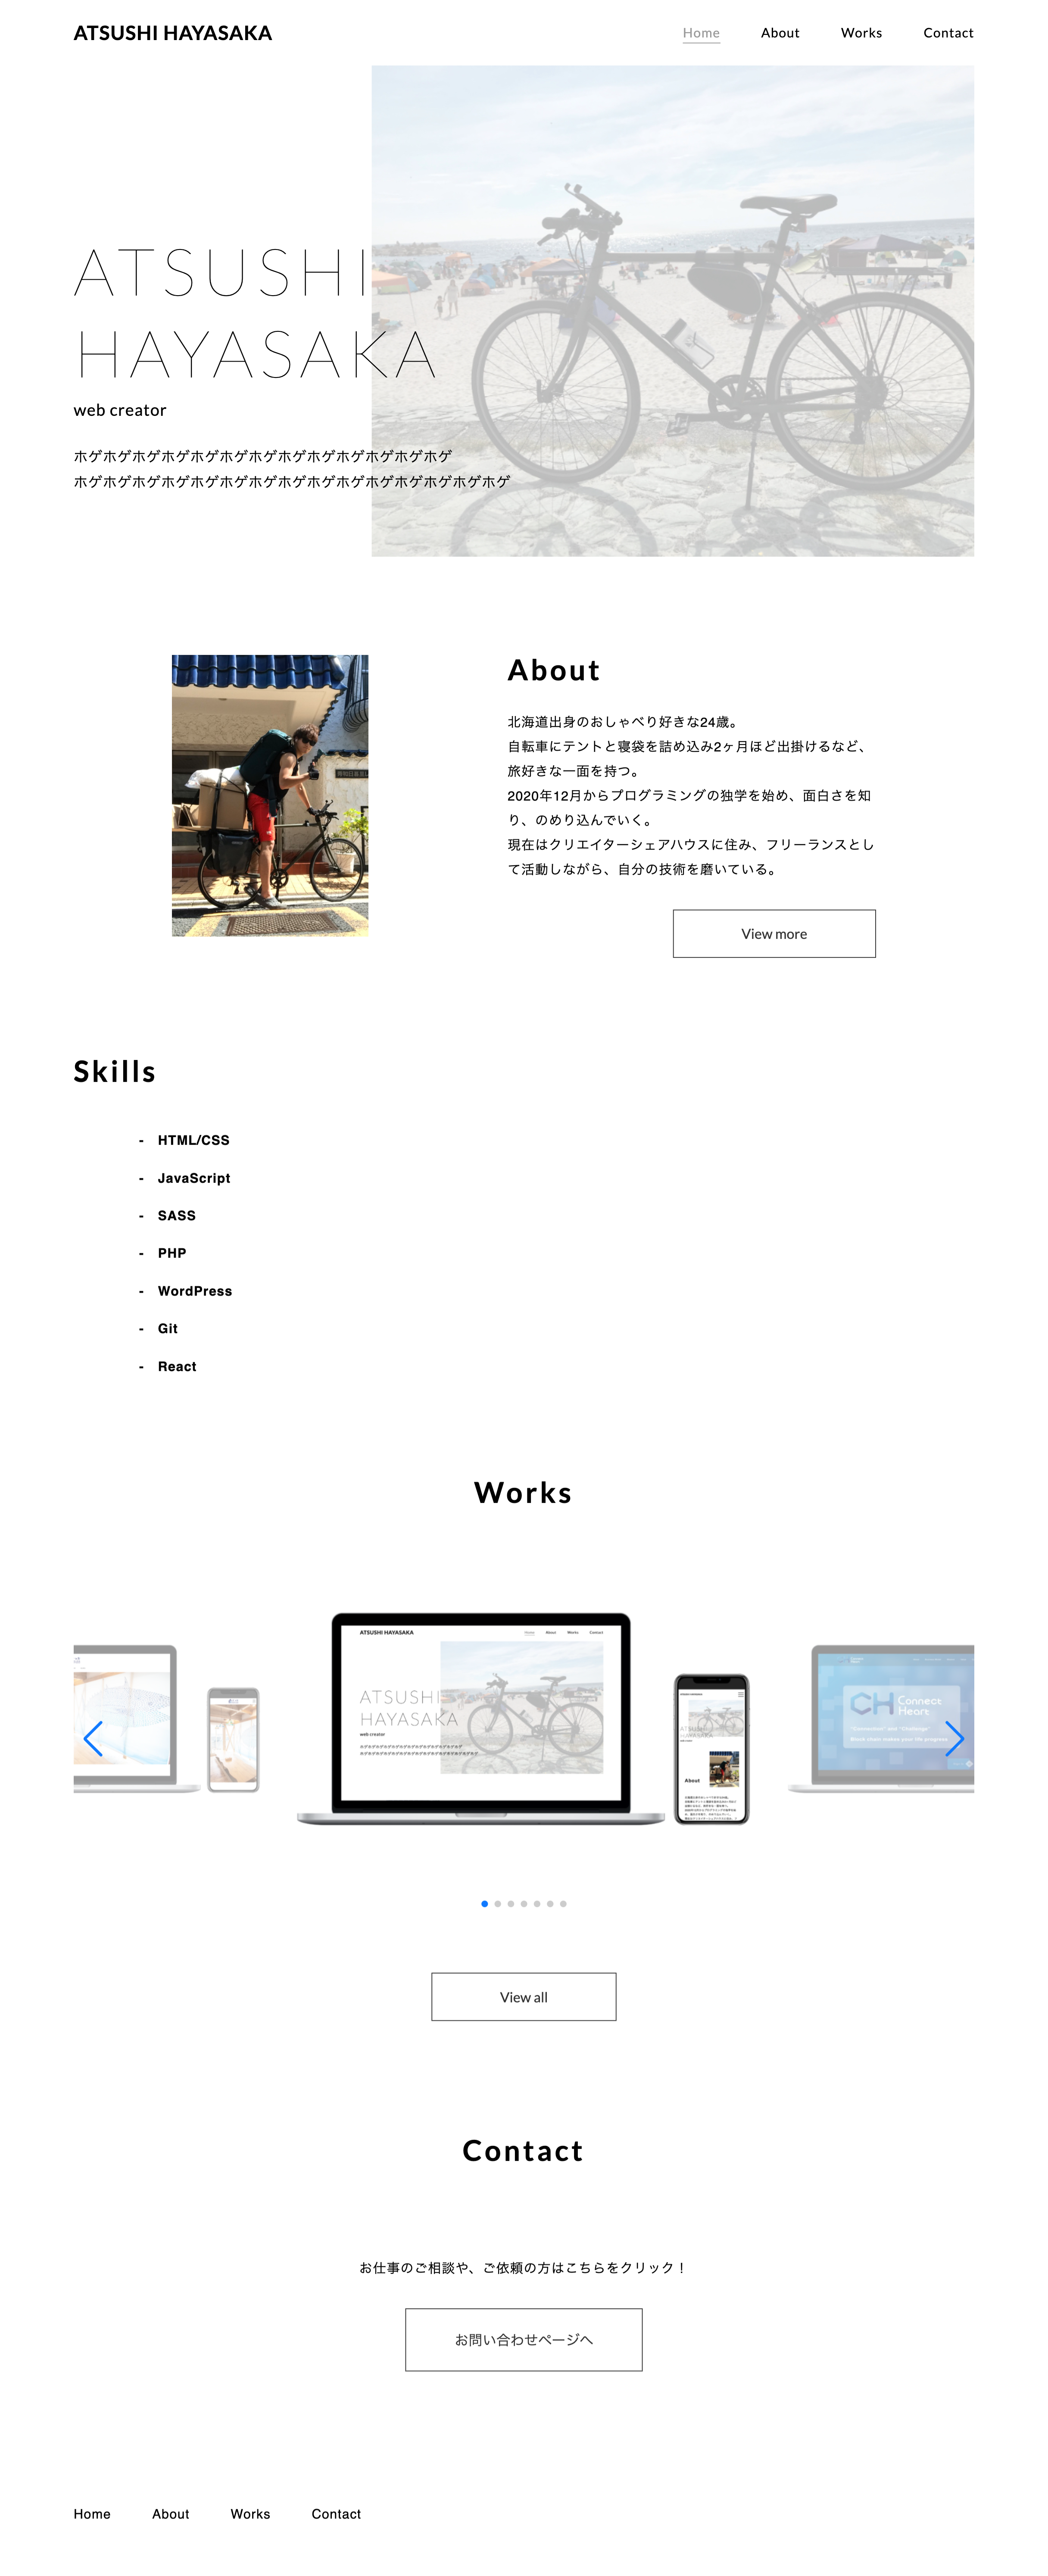 ATSUSHI HAYASAKA
Home
About
Works
Contact
ATSUSHI
HAYASAKA
web creator
ホゲホゲホゲホゲホゲホゲホゲホゲホゲホゲホゲホゲホゲ
ホゲホゲホゲホゲホゲホゲホゲホゲホゲホゲホゲホゲホゲホゲホゲ
About
北海道出身のおしゃべり好きな24歳。
自転車にテントと寝袋を詰め込み2ヶ月ほど出掛けるなど、
旅好きな一面を持つ。
2020年12月からプログラミングの独学を始め、面白さを知
り、のめり込んでいく。
現在はクリエイターシェアハウスに住み、フリーランスとし
て活動しながら、自分の技術を磨いている。
View more
Skills
- HTML/CSS
- JavaScript
- SASS
- PHP
- WordPress
- Git
- React
Works
ATSUSHI HAYASAKA
Home
About
Works
Contact
ATSUSHI
HAYASAKA
web creator
About
CH Connect
Heart
View all
Contact
お仕事のご相談や、ご依頼の方はこちらをクリック！
お問い合わせページへ
Home
About
Works
Contact